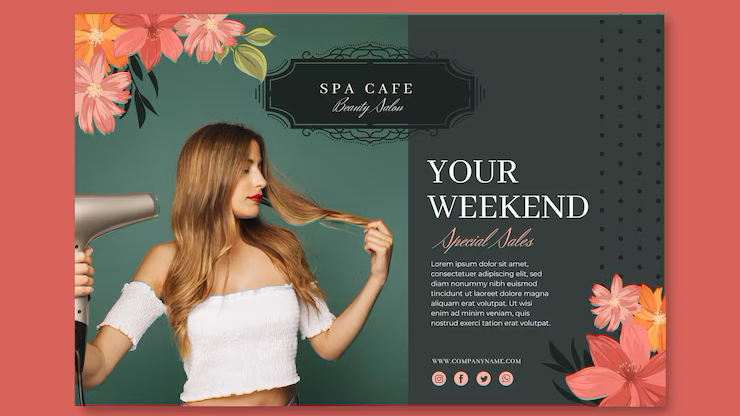 SPA CAFE
Beauty Salon
YOUR
WEEKEND
Special Sales
Lorem ipsum dolor sit amet,
consectetuer adipiscing elit, sed
diam nonummy nibh euismod
tincidunt ut laoreet dolore magna
aliquam erat volutpat. Ut wisi
enim ad minim veniam, quis
nostrud exerci tation erat volutpat.
WWW.COMPANYNAME.COM